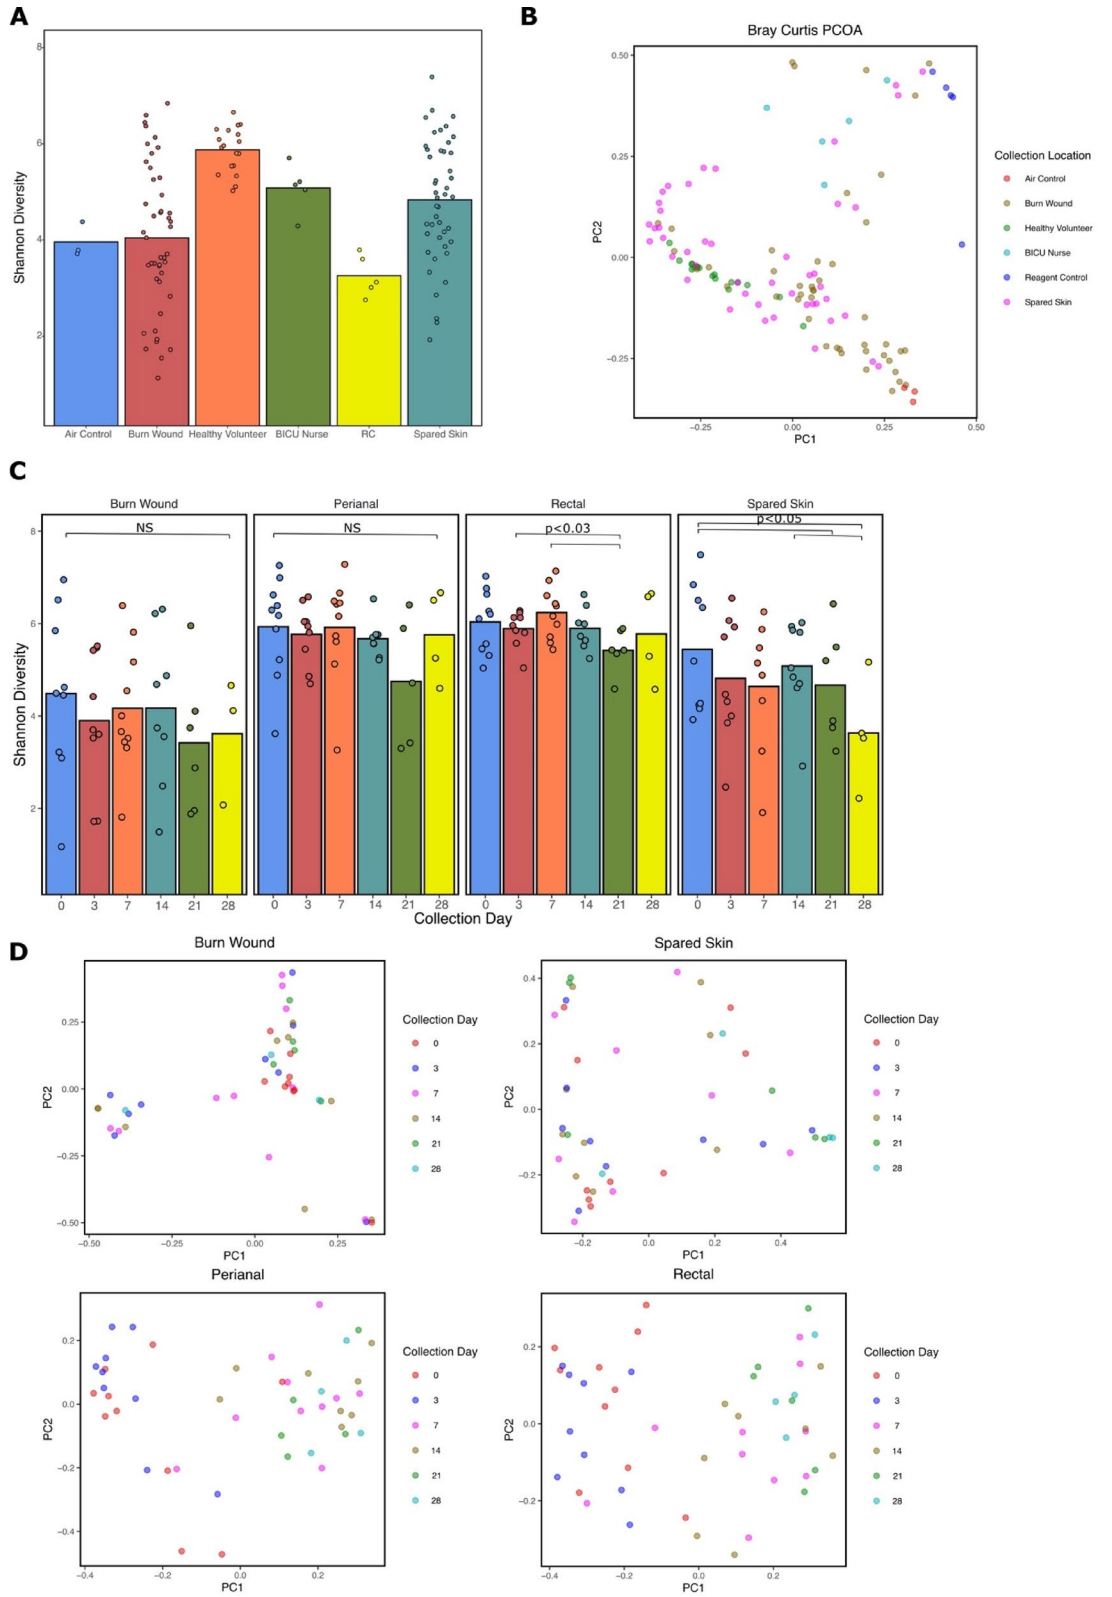 A
8
6
4
2
Shannon Diversity
Air Control Burn Wound Healthy Volunteer BICU Nurse RC Spared Skin
B
Bray Curtis PCOA
0.50
0.25
0.00
−0.25
PC2
−0.25 0.00 0.25 0.50
PC1
Collection Location
Air Control
Burn Wound
Healthy Volunteer
BICU Nurse
Reagent Control
Spared Skin
C
Burn Wound Perianal Rectal Spared Skin
NS NS p<0.03 p<0.05
8
6
4
2
Shannon Diversity
0 3 7 14 21 28 0 3 7 14 21 28 0 3 7 14 21 28 0 3 7 14 21 28
Collection Day
D
Burn Wound
0.25
0.00
−0.25
−0.50
PC2
−0.50 −0.25 0.00 0.25
PC1
Collection Day
0
3
7
14
21
28
Spared Skin
0.4
0.2
0.0
−0.2
PC2
−0.2 0.0 0.2 0.4
PC1
Collection Day
0
3
7
14
21
28
Perianal
0.2
0.0
−0.2
−0.4
PC2
−0.4 −0.2 0.0 0.2
PC1
Collection Day
0
3
7
14
21
28
Rectal
0.2
0.0
−0.2
PC2
−0.4 −0.2 0.0 0.2
PC1
Collection Day
0
3
7
14
21
28